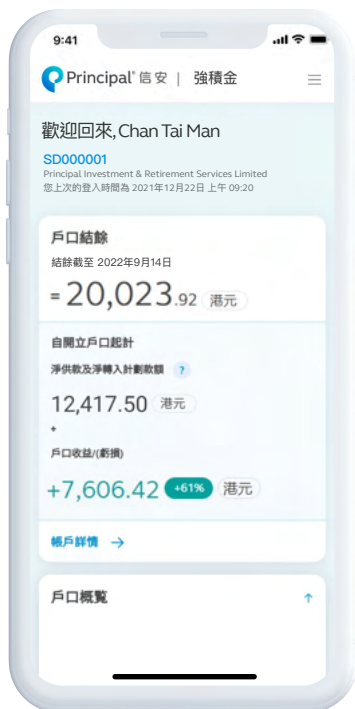 9:41
Principal® 信安 | 強積金
歡迎回來, Chan Tai Man
SD000001
Principal Investment & Retirement Services Limited
您上次的登入時間為 2021年12月22日 上午 09:20
戶口結餘
結餘截至 2022年9月14日
= 20,023.92 港元
自開立戶口起計
淨供款及淨轉入計劃款額 ?
12,417.50 港元
+
戶口收益/(虧損)
+7,606.42 +61% 港元
帳戶詳情 →
戶口概覧 ↑